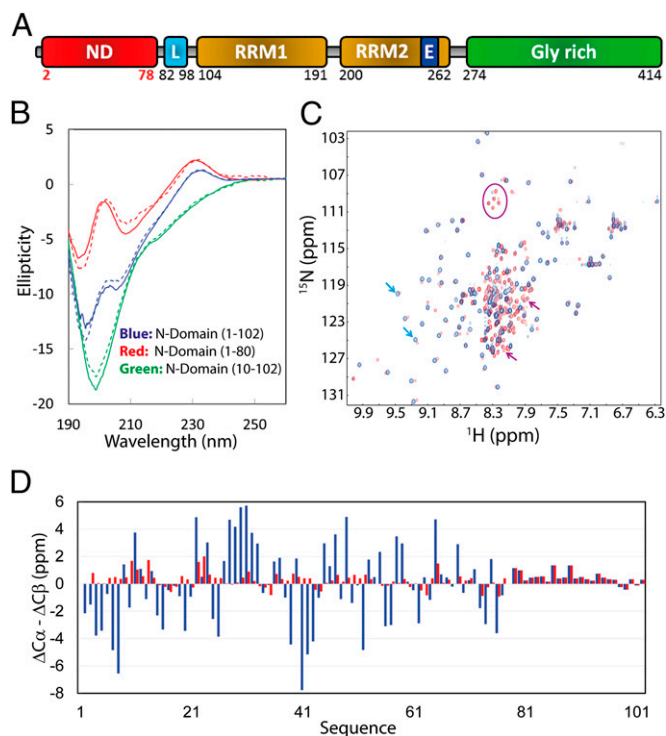 A
ND L RRM1 RRM2 E Gly rich
2 78 82 98 104 191 200 262 274 414
B
5
0
-5
-10
-15
-20
Ellipticity
Blue: N-Domain (1-102)
Red: N-Domain (1-80)
Green: N-Domain (10-102)
190 210 230 250
Wavelength (nm)
C
103
107
111
115
119
123
127
131
15N (ppm)
9.9 9.5 9.1 8.7 8.3 7.9 7.5 7.1 6.7 6.3
1H (ppm)
D
6
4
2
0
-2
-4
-6
-8
ΔCα - ΔCβ (ppm)
1 21 41 61 81 101
Sequence